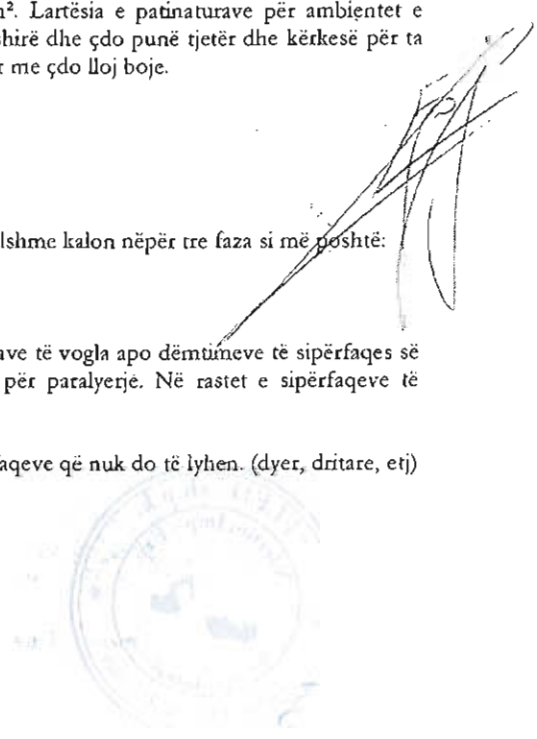 m². Lartësia e patinaturave për ambientet e
shirë dhe çdo punë tjetër dhe kërkesë për ta
r me çdo lloj boje.
lshme kalon nëpër tre faza si më poshtë:
ave të vogla apo dëmtimeve të sipërfaqes së
për paralyerje. Në rastet e sipërfaqeve të
aqeve që nuk do të lyhen. (dyer, dritare, etj)